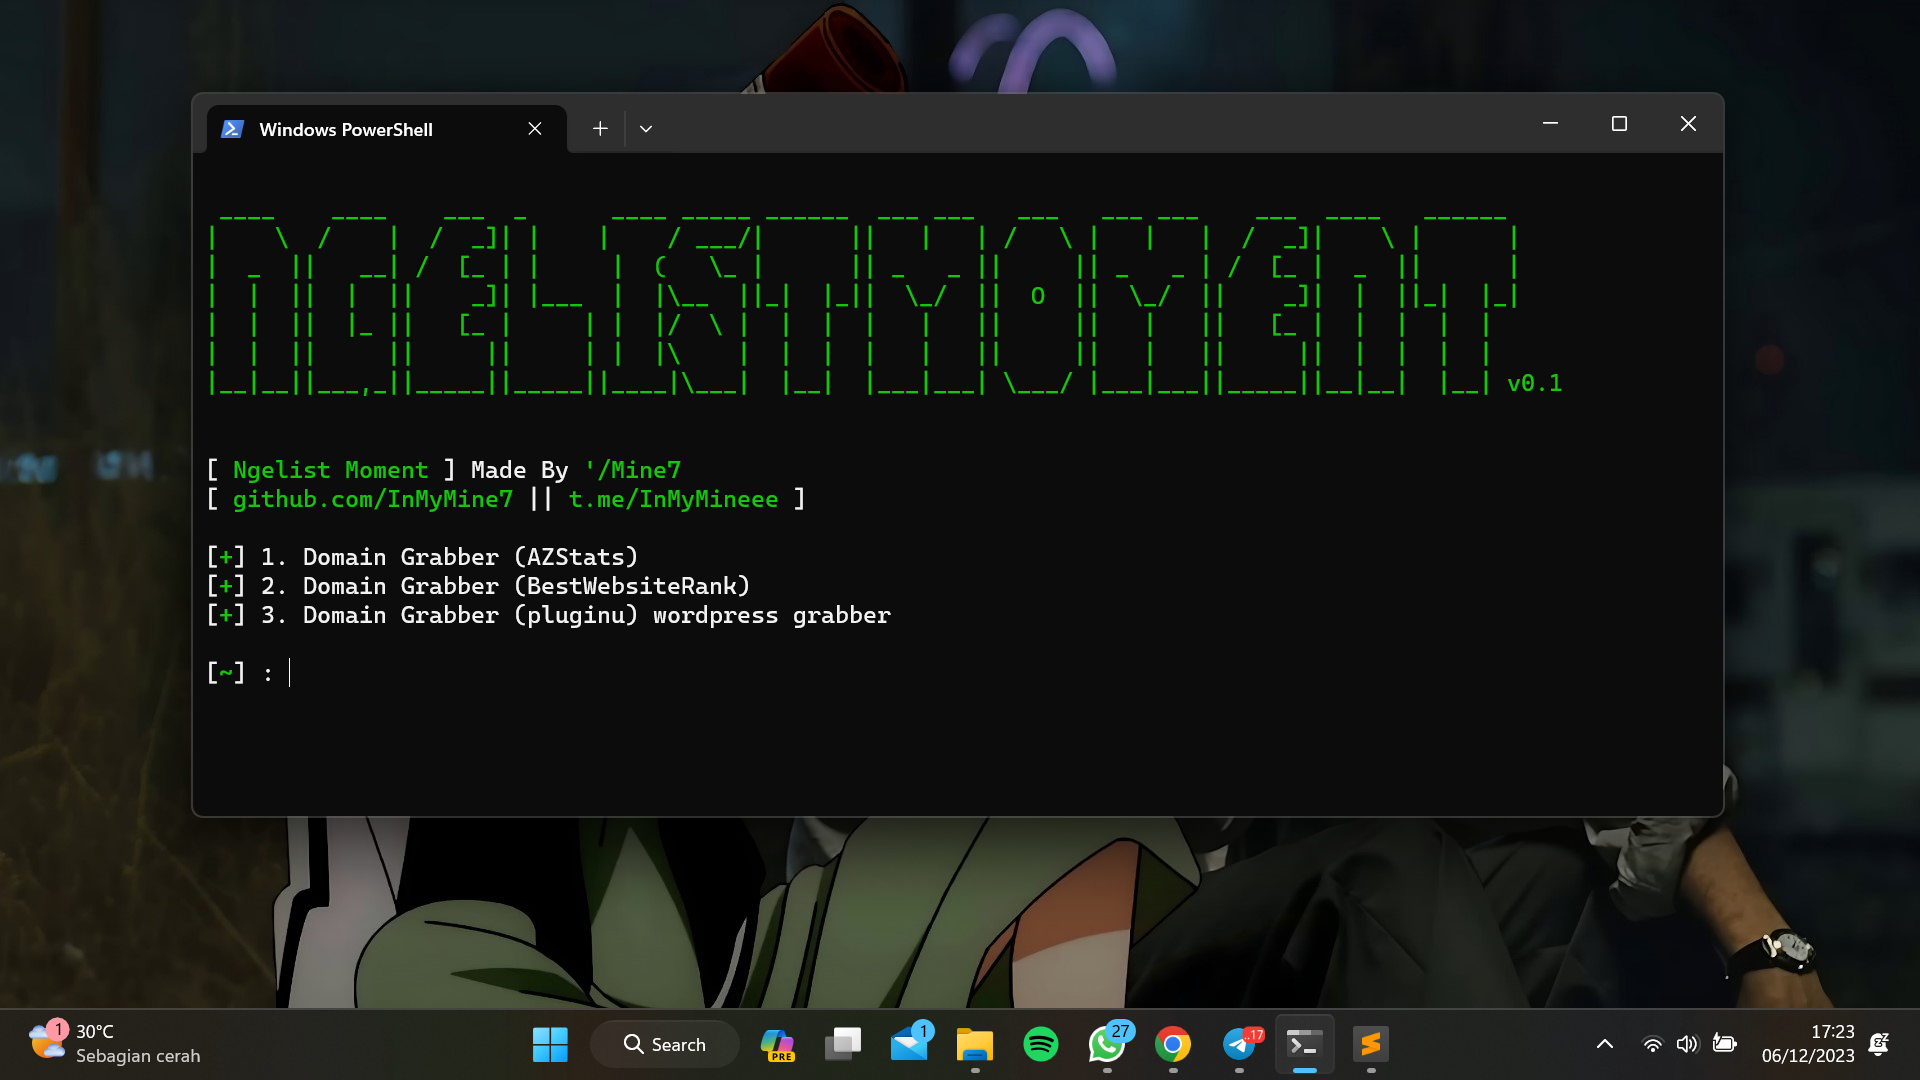 Windows PowerShell
NGELISTMOMENT v0.1
[ Ngelist Moment ] Made By '/Mine7
[ github.com/InMyMine7 || t.me/InMyMineee ]
[+] 1. Domain Grabber (AZStats)
[+] 2. Domain Grabber (BestWebsiteRank)
[+] 3. Domain Grabber (pluginu) wordpress grabber
[~] :
1
30°C
Sebagian cerah
Search
PRE
1
27
..17
17:23
06/12/2023